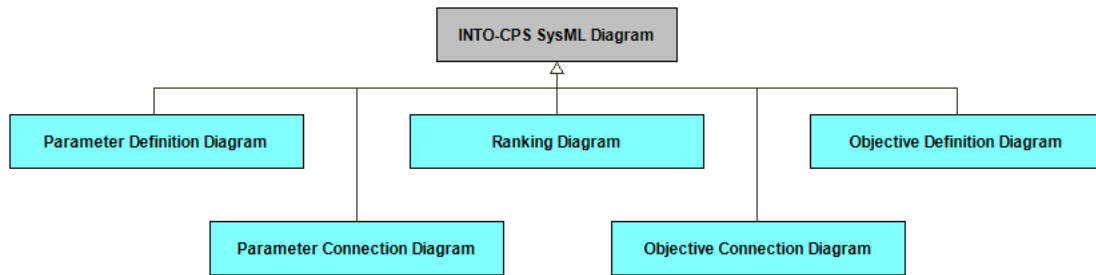 INTO-CPS SysML Diagram
Parameter Definition Diagram
Ranking Diagram
Objective Definition Diagram
Parameter Connection Diagram
Objective Connection Diagram